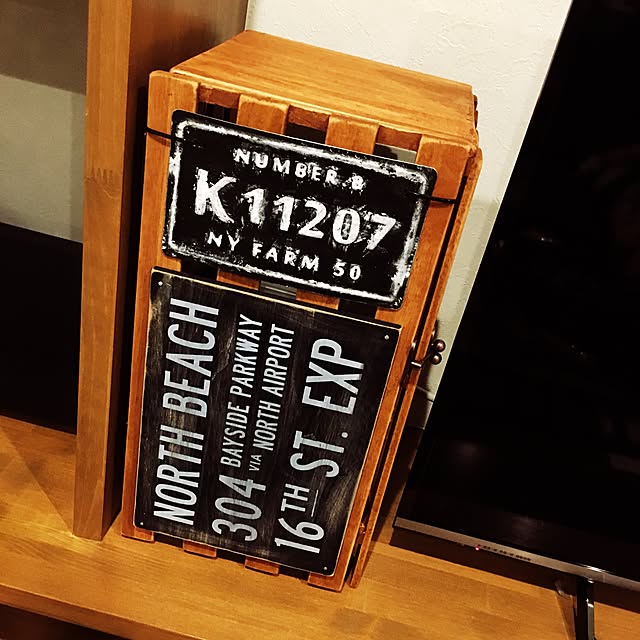 NUMBER 8
K11207
NY FARM 50
NORTH BEACH
304 BAYSIDE PARKWAY
VIA NORTH AIRPORT
16TH ST. EXP